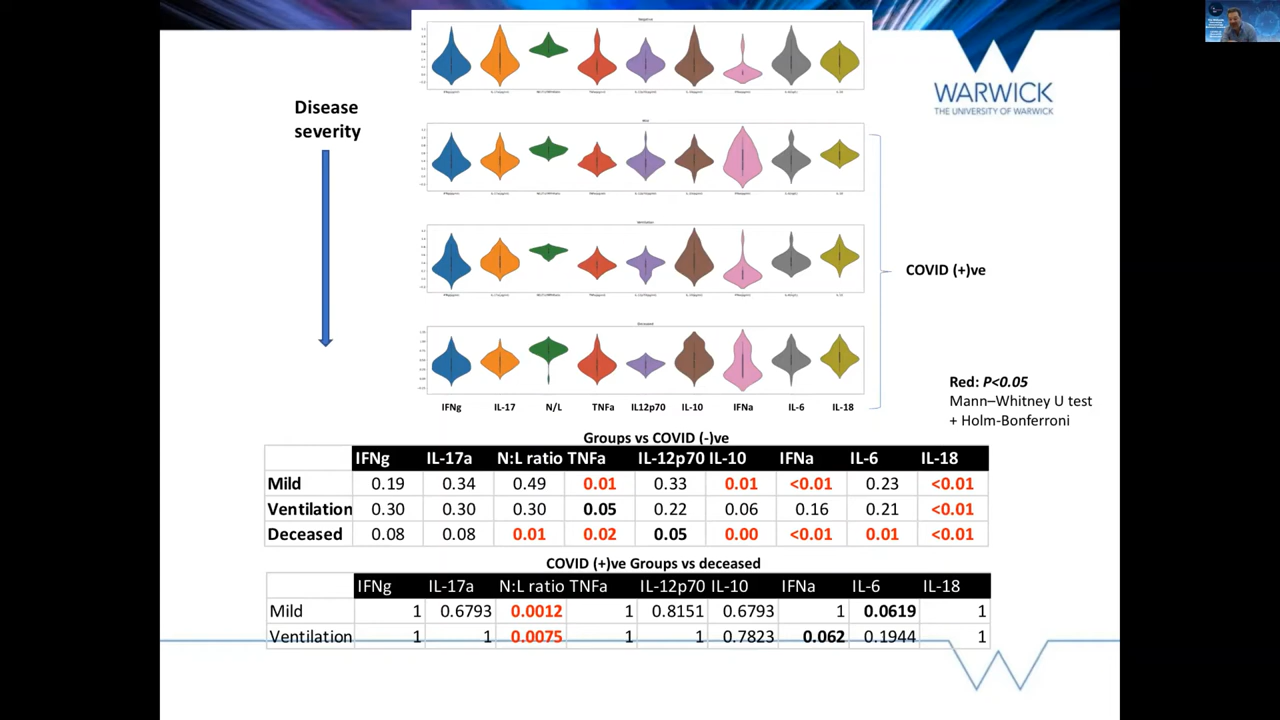 Negative
WARWICK
THE UNIVERSITY OF WARWICK
Disease
severity
Mild
Ventilation
COVID (+)ve
Deceased
Red: P<0.05
Mann–Whitney U test
+ Holm-Bonferroni
IFNg IL-17 N/L TNFa IL12p70 IL-10 IFNa IL-6 IL-18
Groups vs COVID (-)ve
IFNg IL-17a N:L ratio TNFa IL-12p70 IL-10 IFNa IL-6 IL-18
Mild 0.19 0.34 0.49 0.01 0.33 0.01 <0.01 0.23 <0.01
Ventilation 0.30 0.30 0.30 0.05 0.22 0.06 0.16 0.21 <0.01
Deceased 0.08 0.08 0.01 0.02 0.05 0.00 <0.01 0.01 <0.01
COVID (+)ve Groups vs deceased
IFNg IL-17a N:L ratio TNFa IL-12p70 IL-10 IFNa IL-6 IL-18
Mild 1 0.6793 0.0012 1 0.8151 0.6793 1 0.0619 1
Ventilation 1 1 0.0075 1 1 0.7823 0.062 0.1944 1